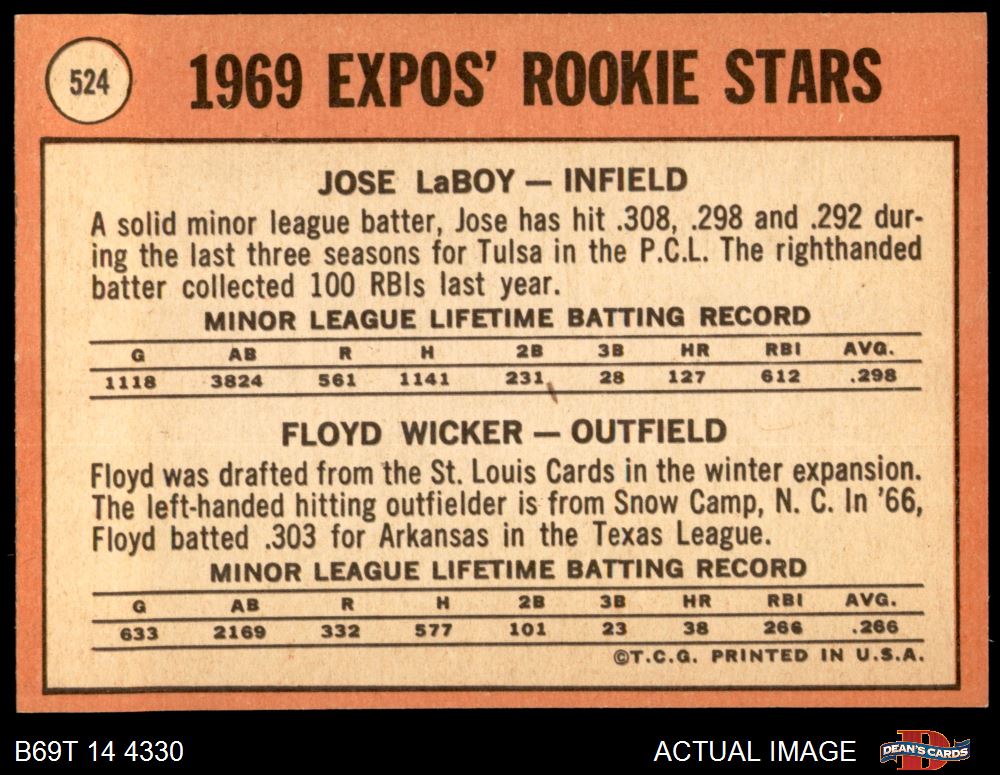 524
1969 EXPOS' ROOKIE STARS
JOSE LaBOY — INFIELD
A solid minor league batter, Jose has hit .308, .298 and .292 dur-
ing the last three seasons for Tulsa in the P.C.L. The righthanded
batter collected 100 RBIs last year.
MINOR LEAGUE LIFETIME BATTING RECORD
G AB R H 2B 3B HR RBI AVG.
1118 3824 561 1141 231 28 127 612 .298
FLOYD WICKER — OUTFIELD
Floyd was drafted from the St. Louis Cards in the winter expansion.
The left-handed hitting outfielder is from Snow Camp, N. C. In '66,
Floyd batted .303 for Arkansas in the Texas League.
MINOR LEAGUE LIFETIME BATTING RECORD
G AB R H 2B 3B HR RBI AVG.
633 2169 332 577 101 23 38 266 .266
©T.C.G. PRINTED IN U.S.A.
B69T 14 4330 ACTUAL IMAGE DEAN'S CARDS